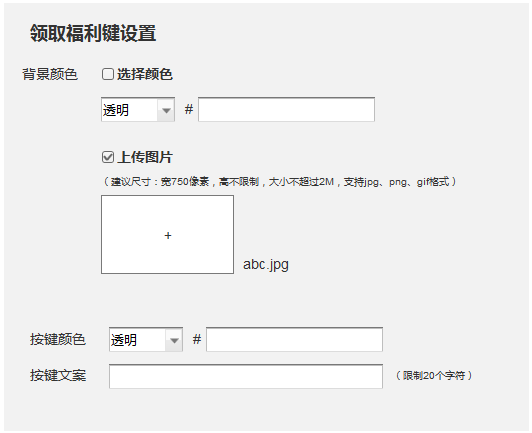 领取福利键设置
背景颜色 选择颜色
透明 #
上传图片
（建议尺寸：宽750像素，高不限制，大小不超过2M，支持jpg、png、gif格式）
+
abc.jpg
按键颜色 透明 #
按键文案 （限制20个字符）